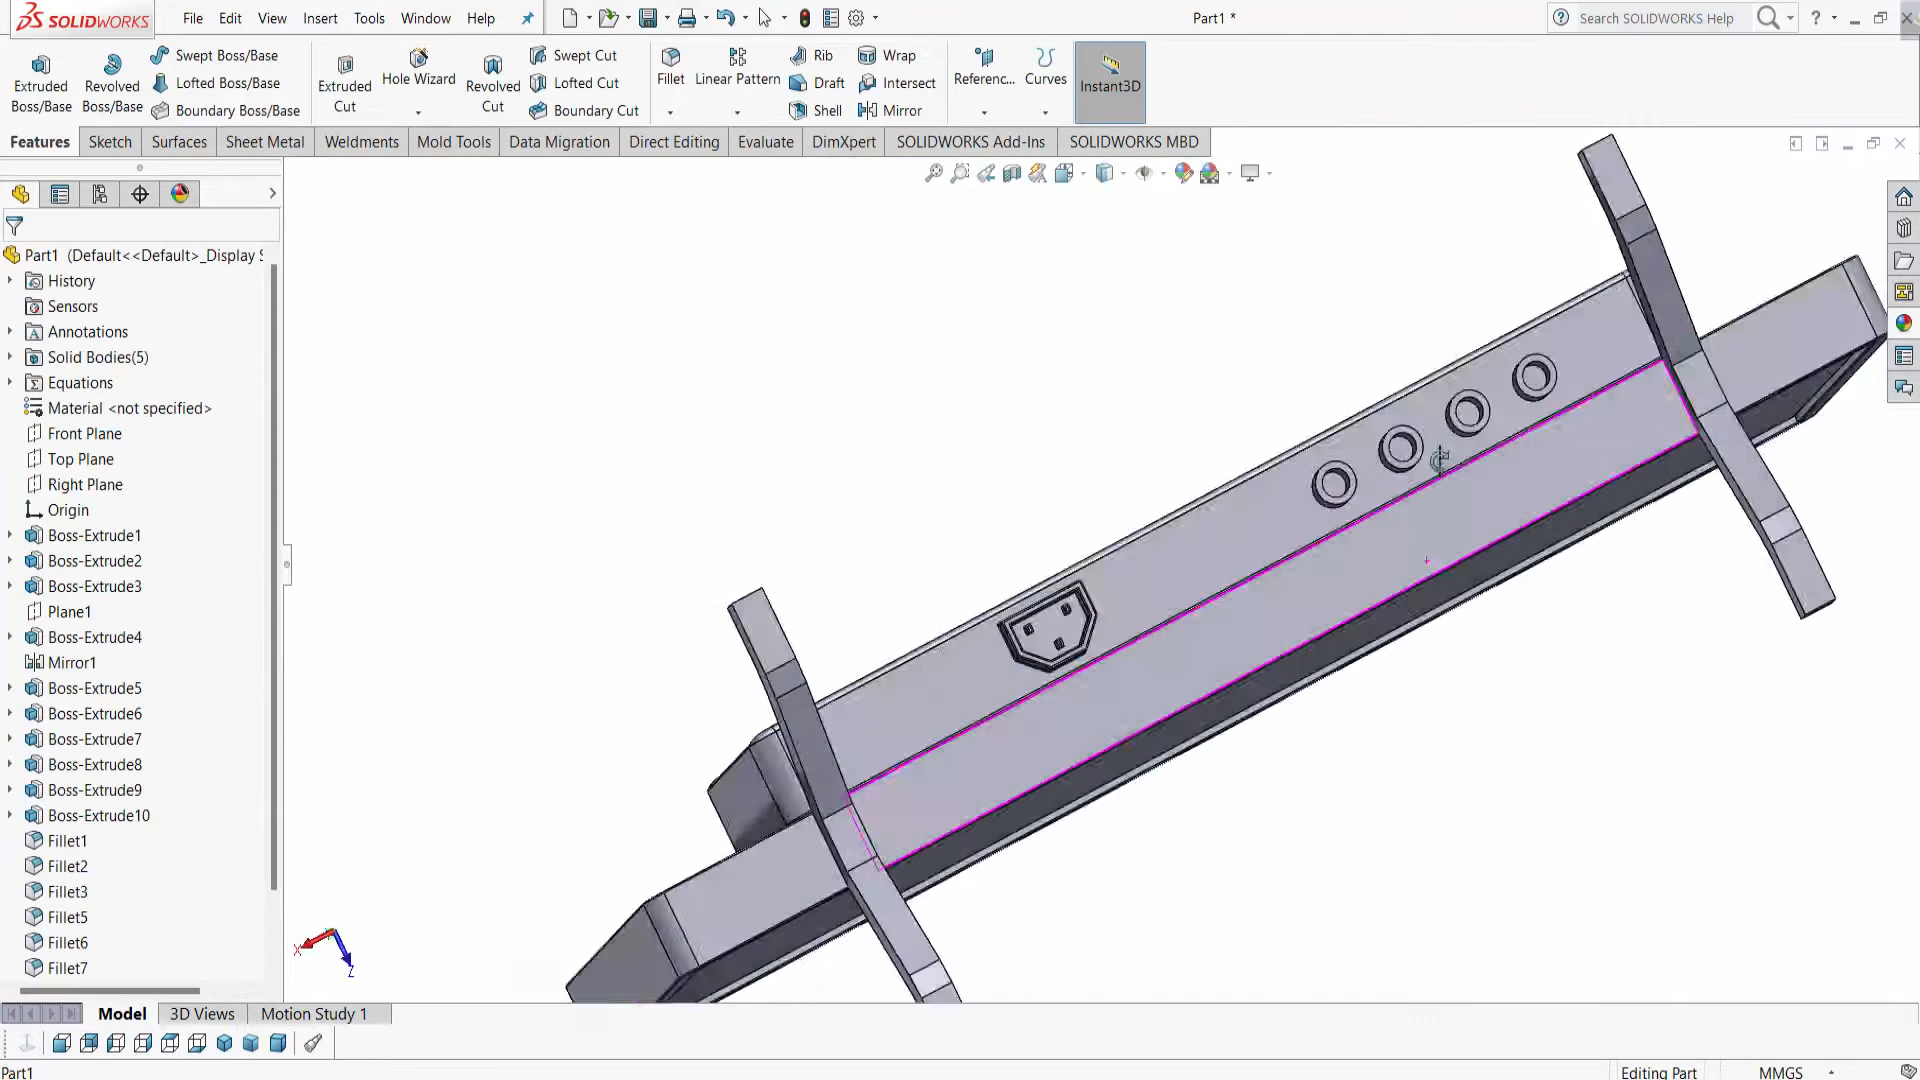 SOLIDWORKS File Edit View Insert Tools Window Help Part1 * Search SOLIDWORKS Help ?
Extruded Boss/Base
Revolved Boss/Base
Swept Boss/Base
Lofted Boss/Base
Boundary Boss/Base
Extruded Cut
Hole Wizard
Revolved Cut
Swept Cut
Lofted Cut
Boundary Cut
Fillet
Linear Pattern
Rib
Draft
Shell
Wrap
Intersect
Mirror
Referenc...
Curves
Instant3D
Features Sketch Surfaces Sheet Metal Weldments Mold Tools Data Migration Direct Editing Evaluate DimXpert SOLIDWORKS Add-Ins SOLIDWORKS MBD
Part1 (Default<<Default>_Display S
History
Sensors
Annotations
Solid Bodies(5)
Equations
Material <not specified>
Front Plane
Top Plane
Right Plane
Origin
Boss-Extrude1
Boss-Extrude2
Boss-Extrude3
Plane1
Boss-Extrude4
Mirror1
Boss-Extrude5
Boss-Extrude6
Boss-Extrude7
Boss-Extrude8
Boss-Extrude9
Boss-Extrude10
Fillet1
Fillet2
Fillet3
Fillet5
Fillet6
Fillet7
X
Z
Model 3D Views Motion Study 1
Part1 Editing Part MMGS